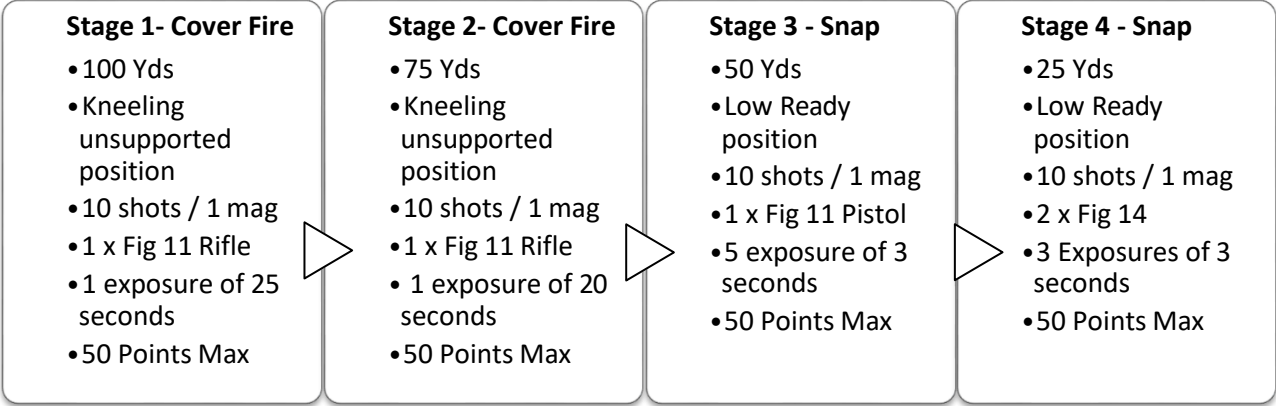 Stage 1- Cover Fire
•100 Yds
•Kneeling
unsupported
position
•10 shots / 1 mag
•1 x Fig 11 Rifle
•1 exposure of 25
seconds
•50 Points Max
Stage 2- Cover Fire
•75 Yds
•Kneeling
unsupported
position
•10 shots / 1 mag
•1 x Fig 11 Rifle
• 1 exposure of 20
seconds
•50 Points Max
Stage 3 - Snap
•50 Yds
•Low Ready
position
•10 shots / 1 mag
•1 x Fig 11 Pistol
•5 exposure of 3
seconds
•50 Points Max
Stage 4 - Snap
•25 Yds
•Low Ready
position
•10 shots / 1 mag
•2 x Fig 14
•3 Exposures of 3
seconds
•50 Points Max